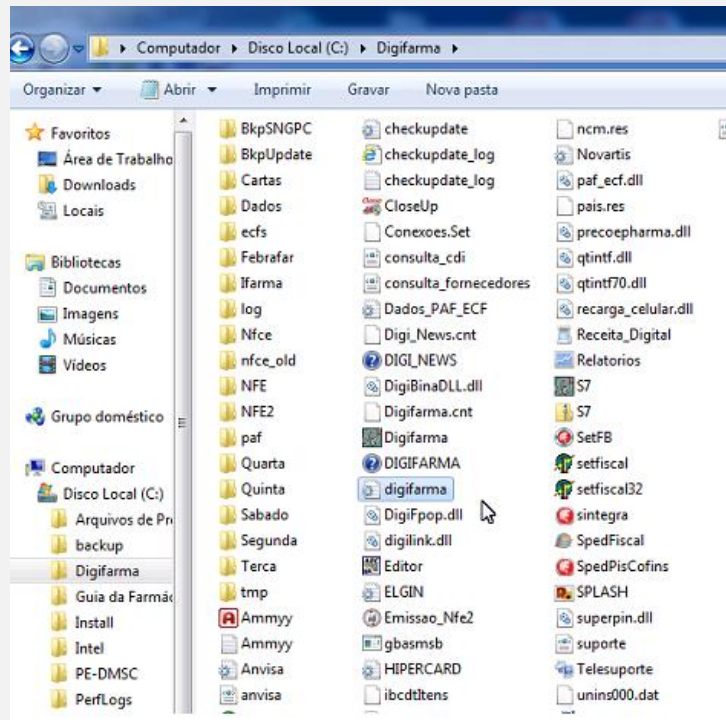 Computador Disco Local (C:) Digifarma
Organizar Abrir Imprimir Gravar Nova pasta
Favoritos
Área de Trabalho
Downloads
Locais
Bibliotecas
Documentos
Imagens
Músicas
Vídeos
Grupo doméstico
Computador
Disco Local (C:)
Arquivos de Pr
backup
Digifarma
Guia da Farmác
Install
Intel
PE-DMSC
PerfLogs
BkpSNGPC
BkpUpdate
Cartas
Dados
ecfs
Febrafar
Ifarma
log
Nfce
nfce_old
NFE
NFE2
paf
Quarta
Quinta
Sabado
Segunda
Terca
tmp
Ammyy
Ammyy
Anvisa
anvisa
checkupdate
checkupdate_log
checkupdate_log
CloseUp
Conexoes.Set
consulta_cdi
consulta_fornecedores
Dados_PAF_ECF
Digi_News.cnt
DIGI_NEWS
DigiBinaDLL.dll
Digifarma.cnt
Digifarma
DIGIFARMA
digifarma
DigiFpop.dll
digilink.dll
Editor
ELGIN
Emissao_Nfe2
gbasmsb
HIPERCARD
ibcdtItens
ncm.res
Novartis
paf_ecf.dll
pais.res
precoepharma.dll
qtintf.dll
qtintf70.dll
recarga_celular.dll
Receita_Digital
Relatorios
S7
S7
SetFB
setfiscal
setfiscal32
sintegra
SpedFiscal
SpedPisCofins
SPLASH
superpin.dll
suporte
Telesuporte
unins000.dat